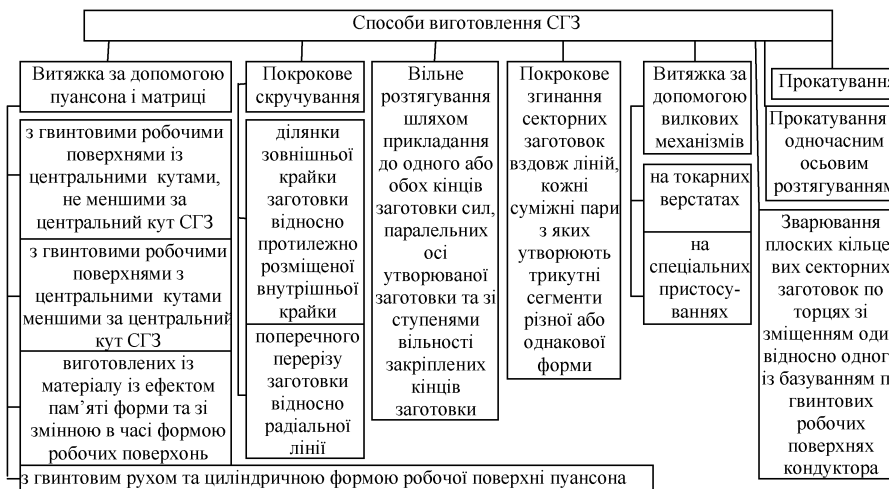 Способи виготовлення СГЗ
Витяжка за допомогою
пуансона і матриці
з гвинтовими робочими
поверхнями із
центральними кутами,
не меншими за
центральний кут СГЗ
з гвинтовими робочими
поверхнями з
центральними кутами
меншими за центральний
кут СГЗ
виготовлених із
матеріалу із ефектом
пам’яті форми та зі
змінною в часі формою
робочих поверхонь
з гвинтовим рухом та циліндричною формою робочої поверхні пуансона
Покрокове
скручування
ділянки
зовнішньої
крайки
заготовки
відносно
протилежно
розміщеної
внутрішньої
крайки
поперечного
перерізу
заготовки
відносно
радіальної
лінії
Вільне
розтягування
шляхом
прикладання
до одного або
обох кінців
заготовки сил,
паралельних осі
утворюваної
заготовки та зі
ступенями
вільності
закріплених
кінців
заготовки
Покрокове
згинання
секторних
заготовок
вздовж ліній,
кожні
суміжні пари
з яких
утворюють
трикутні
сегменти
різної або
однакової
форми
Витяжка за
допомогою
вилкових
механізмів
на токарних
верстатах
на
спеціальних
пристосу-
ваннях
Прокатування
Прокатування
одночасним
осьовим
розтягуванням
Зварювання
плоских кільце
вих секторних
заготовок по
торцях зі
зміщенням один
відносно одного
із базуванням п
гвинтових
робочих
поверхнях
кондуктора